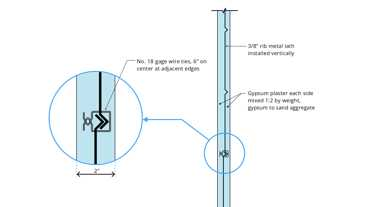 No. 18 gage wire ties, 6" on
center at adjacent edges
3/8" rib metal lath
installed vertically
Gypsum plaster each side
mixed 1:2 by weight,
gypsum to sand aggregate
2"